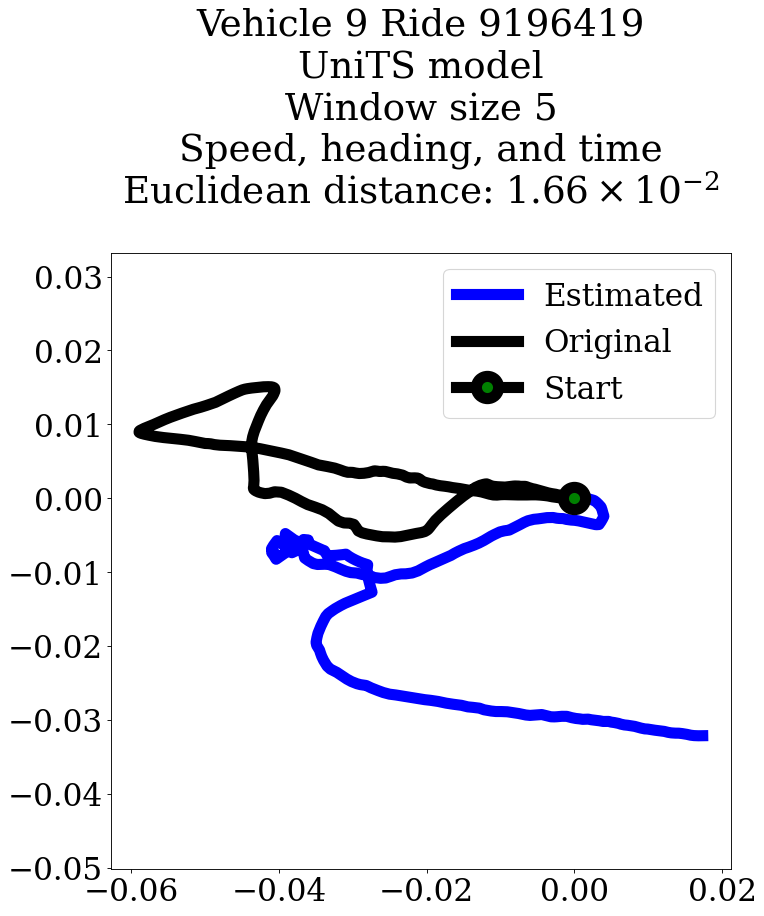 Vehicle 9 Ride 9196419
UniTS model
Window size 5
Speed, heading, and time
Euclidean distance: 1.66 × 10⁻²
0.03
0.02
0.01
0.00
−0.01
−0.02
−0.03
−0.04
−0.05
Estimated
Original
Start
−0.06 −0.04 −0.02 0.00 0.02